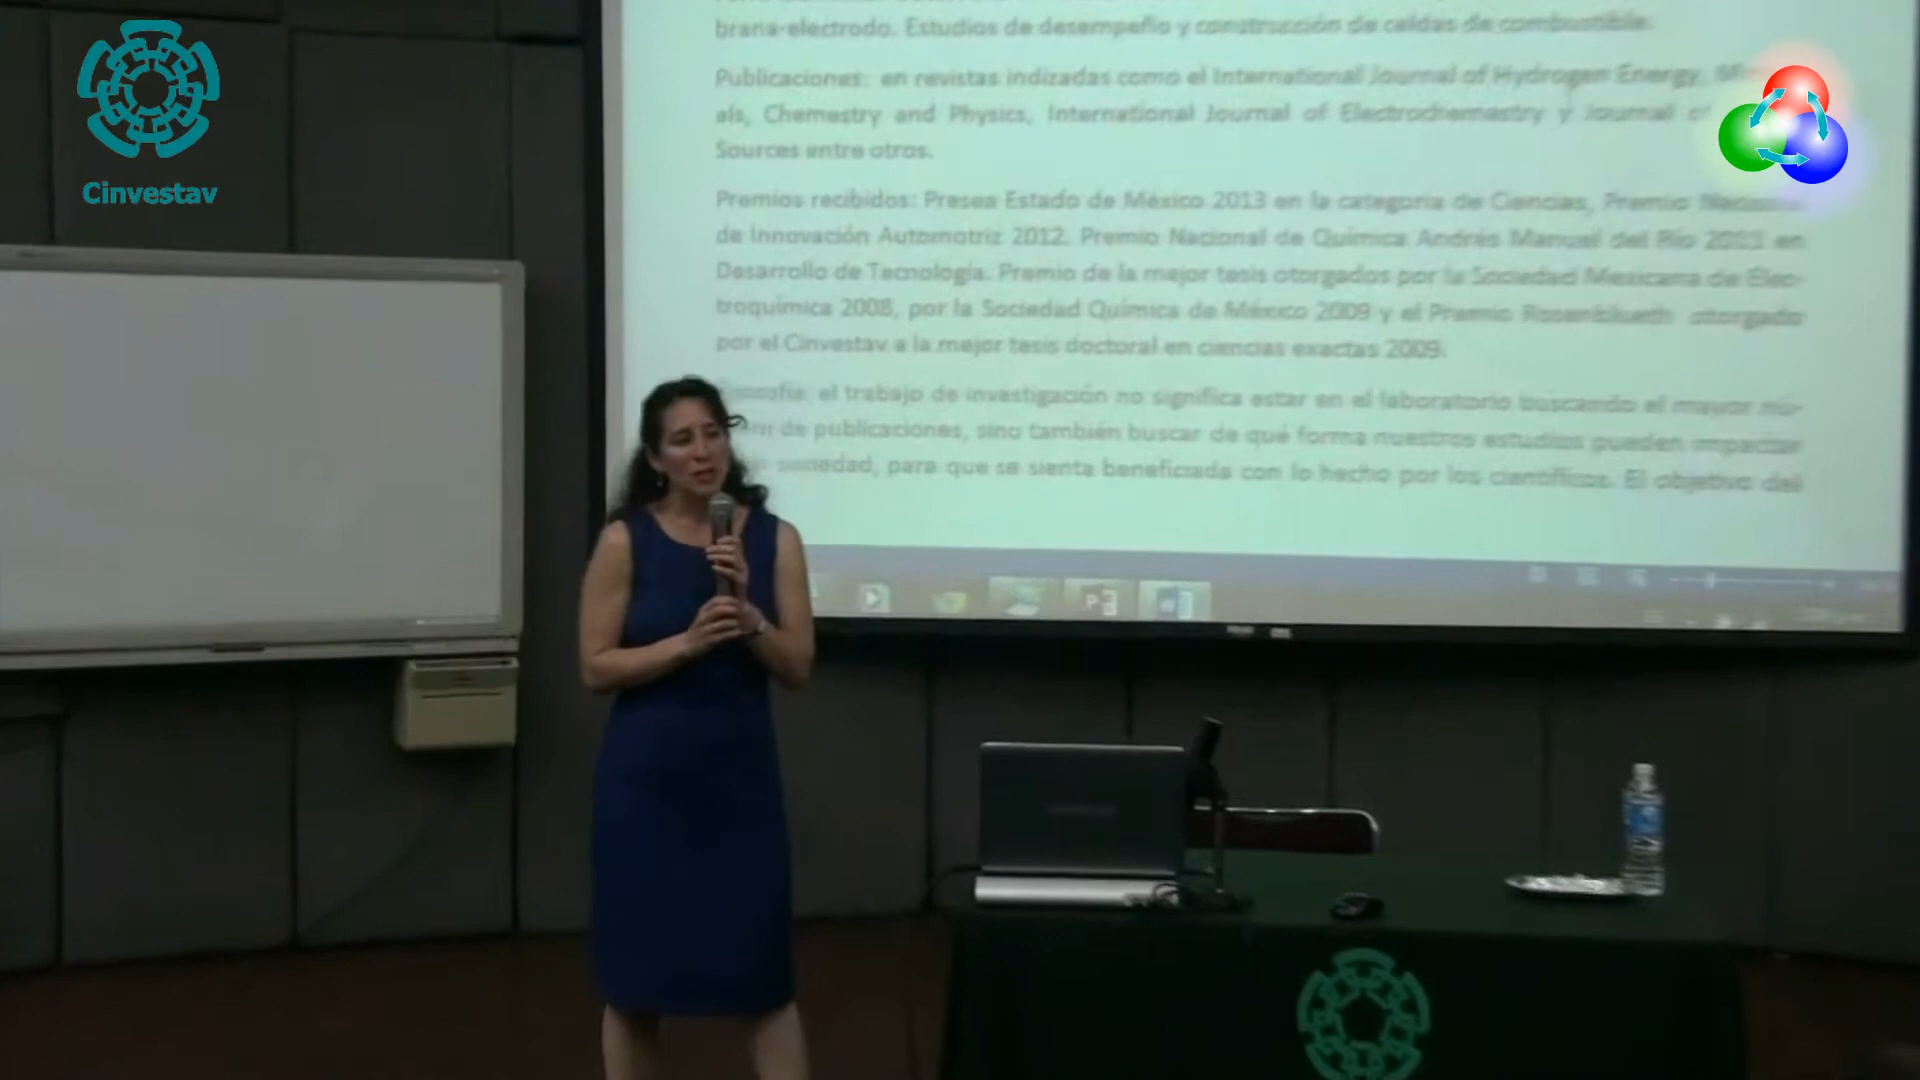 Cinvestav
brana-electrodo. Estudios de desempeño y construcción de celdas de combustible.
Publicaciones: en revistas indizadas como el International Journal of Hydrogen Energy,
als, Chemestry and Physics, International Journal of Electrochemestry y Journal of
Sources entre otros.
Premios recibidos: Presea Estado de México 2013 en la categoria de Ciencias, Premio Nacional
de Innovación Automotriz 2012. Premio Nacional de Química Andrés Manuel del Río 2011 en
Desarrollo de Tecnología. Premio de la mejor tesis otorgados por la Sociedad Mexicana de Elec-
troquímica 2008, por la Sociedad Química de México 2009 y el Premio Rosenblueth otorgado
por el Cinvestav a la mejor tesis doctoral en ciencias exactas 2009.
el trabajo de investigación no significa estar en el laboratorio buscando el mayor nú-
de publicaciones, sino también buscar de qué forma nuestros estudios pueden impactar
sociedad, para que se sienta beneficiada con lo hecho por los científicos. El objetivo del